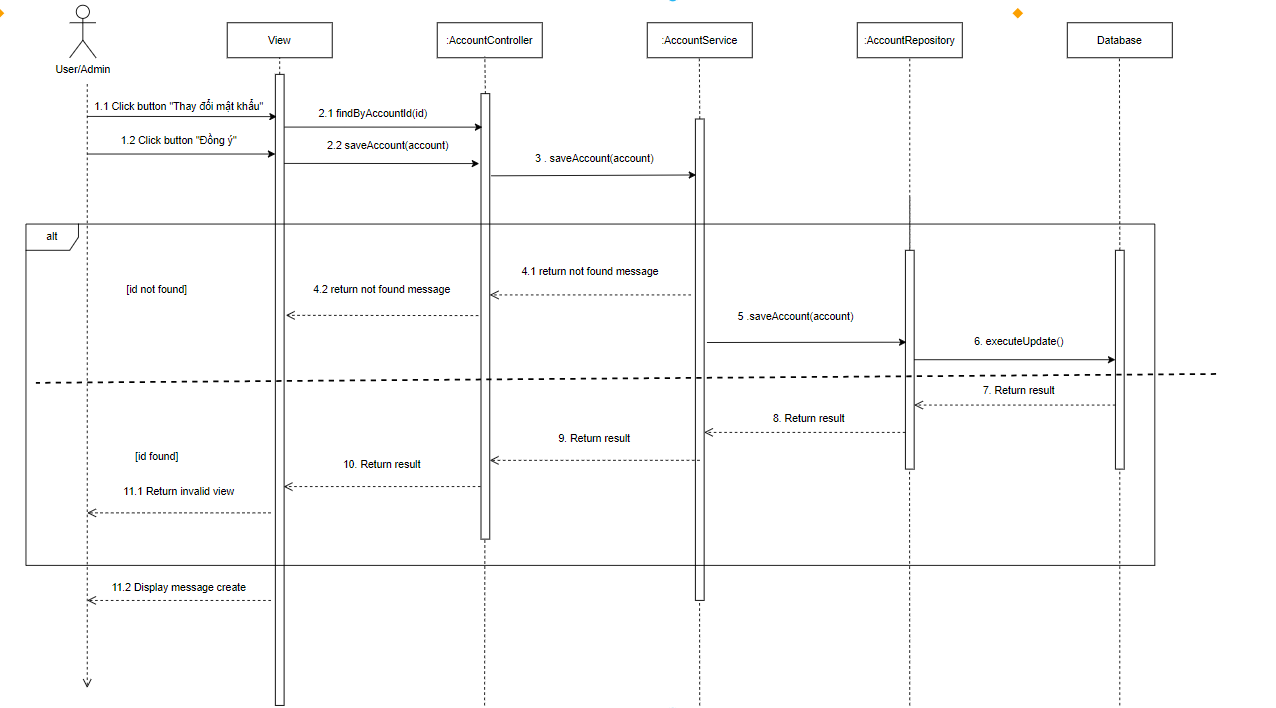 View
:AccountController
:AccountService
:AccountRepository
Database
User/Admin
1.1 Click button "Thay đổi mật khẩu"
2.1 findByAccountId(id)
1.2 Click button "Đồng ý"
2.2 saveAccount(account)
3 . saveAccount(account)
alt
4.1 return not found message
[id not found]
4.2 return not found message
5 .saveAccount(account)
6. executeUpdate()
7. Return result
8. Return result
9. Return result
[id found]
10. Return result
11.1 Return invalid view
11.2 Display message create